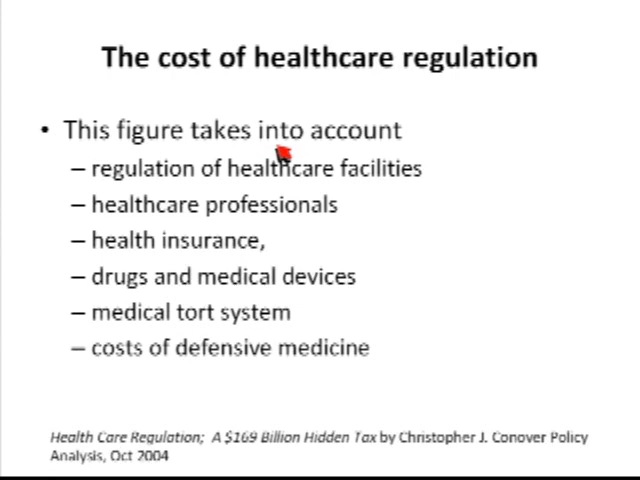 The cost of healthcare regulation
• This figure takes into account
– regulation of healthcare facilities
– healthcare professionals
– health insurance,
– drugs and medical devices
– medical tort system
– costs of defensive medicine
Health Care Regulation; A $169 Billion Hidden Tax by Christopher J. Conover Policy
Analysis, Oct 2004